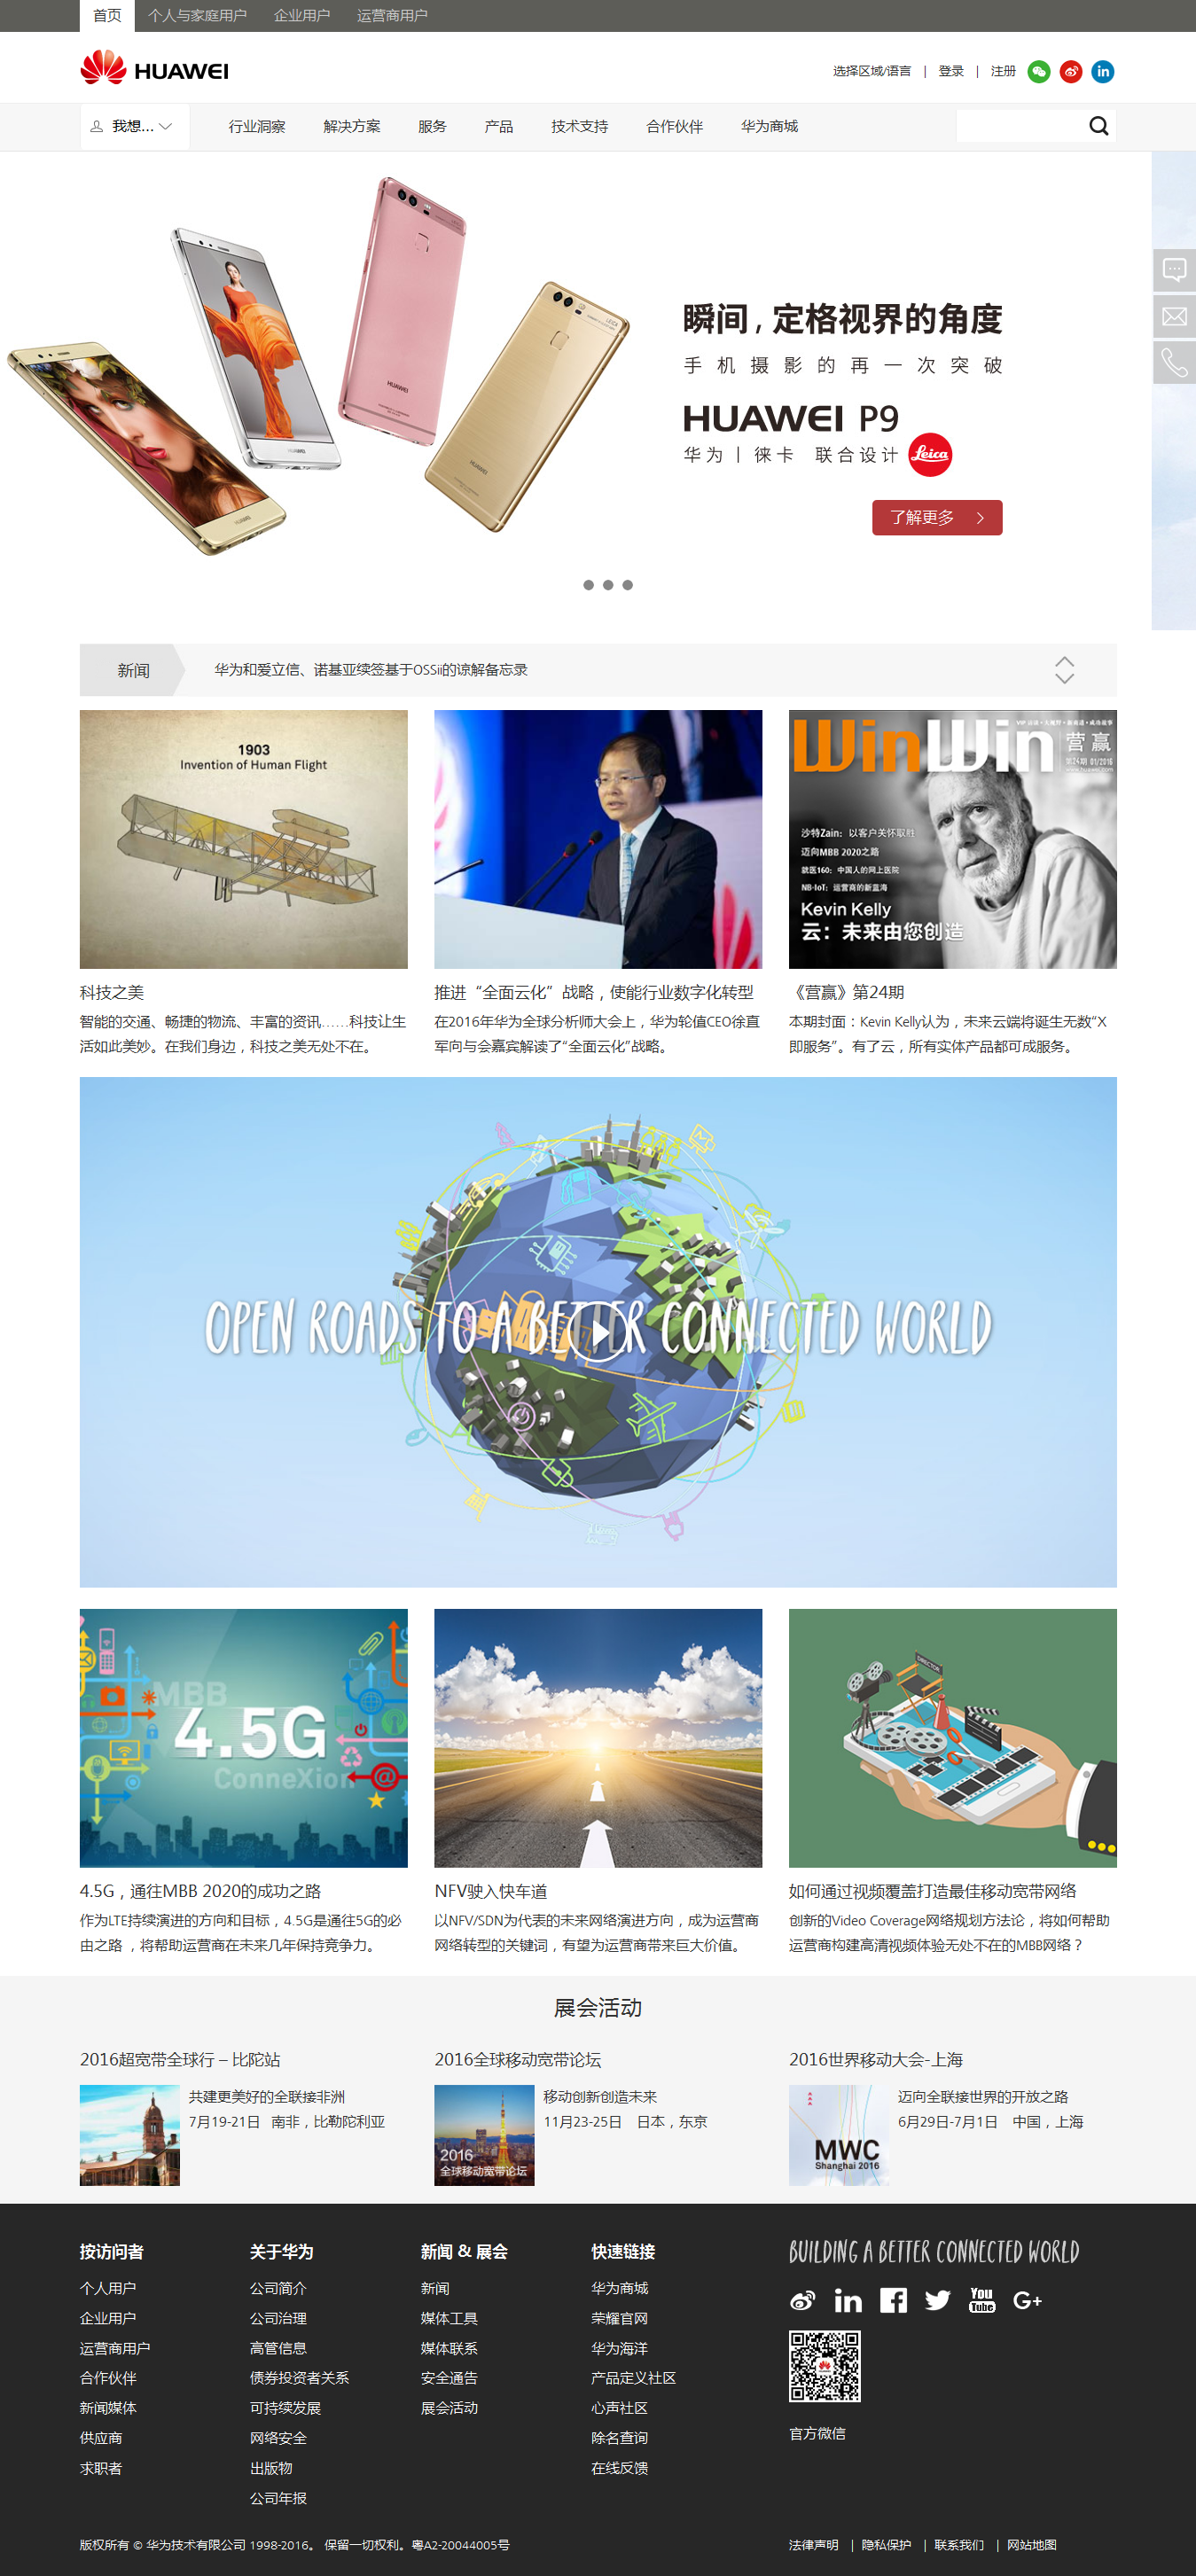 首页 个人与家庭用户 企业用户 运营商用户
HUAWEI
选择区域/语言 | 登录 | 注册
我想... 行业洞察 解决方案 服务 产品 技术支持 合作伙伴 华为商城
瞬间，定格视界的角度
手机摄影的再一次突破
HUAWEI P9
华为 | 徕卡 联合设计 Leica
了解更多
新闻 华为和爱立信、诺基亚续签基于OSSii的谅解备忘录
1903
Invention of Human Flight
WinWin 营赢
第24期 01/2016
www.huawei.com
沙特Zain：以客户关怀取胜
迈向MBB 2020之路
就医160：中国人的网上医院
NB-IoT：运营商的新蓝海
Kevin Kelly
云：未来由您创造
科技之美
智能的交通、畅捷的物流、丰富的资讯……科技让生
活如此美妙。在我们身边，科技之美无处不在。
推进“全面云化”战略，使能行业数字化转型
在2016年华为全球分析师大会上，华为轮值CEO徐直
军向与会嘉宾解读了“全面云化”战略。
《营赢》第24期
本期封面：Kevin Kelly认为，未来云端将诞生无数“X
即服务”。有了云，所有实体产品都可成服务。
OPEN ROADS TO A BETTER CONNECTED WORLD
MBB
4.5G
ConneXion
DIRECTOR
4.5G，通往MBB 2020的成功之路
作为LTE持续演进的方向和目标，4.5G是通往5G的必
由之路 ，将帮助运营商在未来几年保持竞争力。
NFV驶入快车道
以NFV/SDN为代表的未来网络演进方向，成为运营商
网络转型的关键词，有望为运营商带来巨大价值。
如何通过视频覆盖打造最佳移动宽带网络
创新的Video Coverage网络规划方法论，将如何帮助
运营商构建高清视频体验无处不在的MBB网络？
展会活动
2016超宽带全球行 – 比陀站
共建更美好的全联接非洲
7月19-21日 南非，比勒陀利亚
2016全球移动宽带论坛
2016
全球移动宽带论坛
移动创新创造未来
11月23-25日 日本，东京
2016世界移动大会-上海
MWC
Shanghai 2016
迈向全联接世界的开放之路
6月29日-7月1日 中国，上海
按访问者
个人用户
企业用户
运营商用户
合作伙伴
新闻媒体
供应商
求职者
关于华为
公司简介
公司治理
高管信息
债券投资者关系
可持续发展
网络安全
出版物
公司年报
新闻 & 展会
新闻
媒体工具
媒体联系
安全通告
展会活动
快速链接
华为商城
荣耀官网
华为海洋
产品定义社区
心声社区
除名查询
在线反馈
BUILDING A BETTER CONNECTED WORLD
You Tube G+
官方微信
版权所有 © 华为技术有限公司 1998-2016。 保留一切权利。粤A2-20044005号
法律声明 | 隐私保护 | 联系我们 | 网站地图